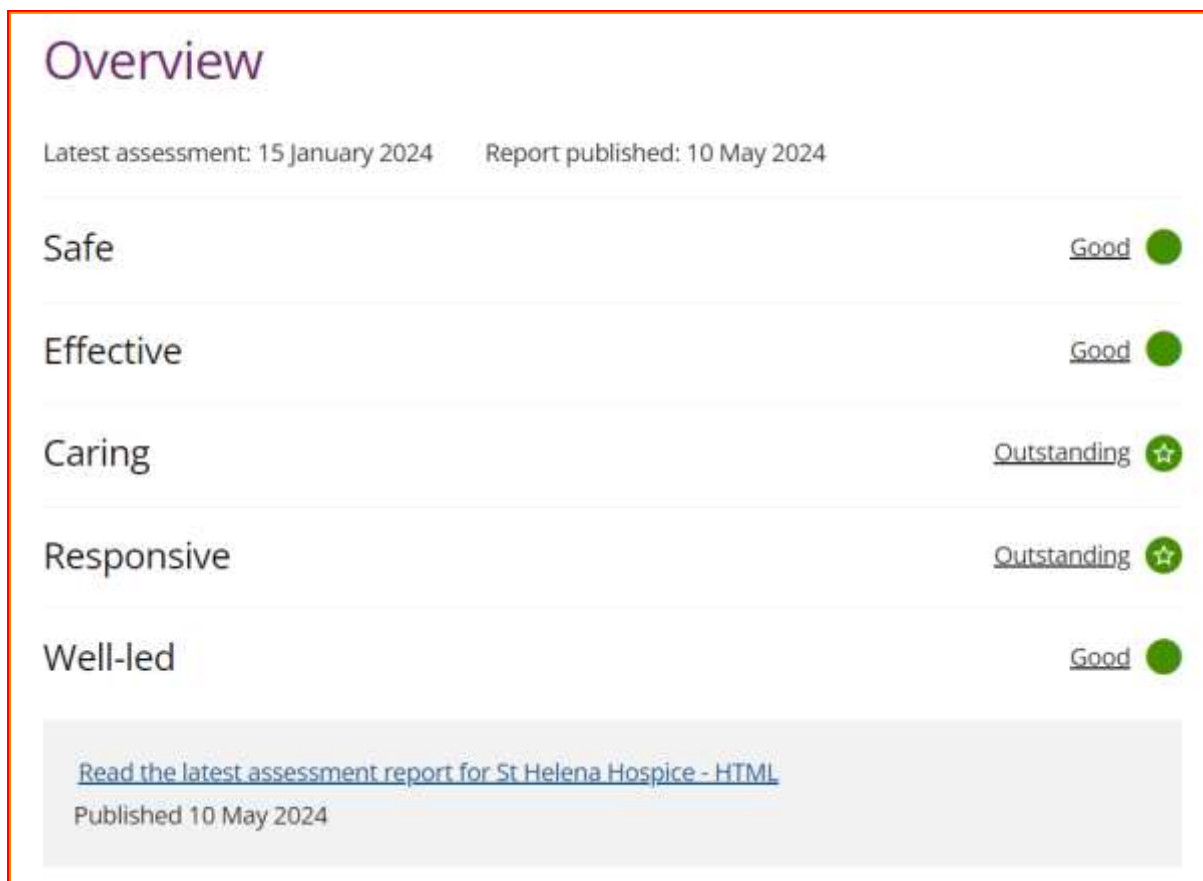 Overview
Latest assessment: 15 January 2024 Report published: 10 May 2024
Safe Good
Effective Good
Caring Outstanding
Responsive Outstanding
Well-led Good
Read the latest assessment report for St Helena Hospice - HTML
Published 10 May 2024